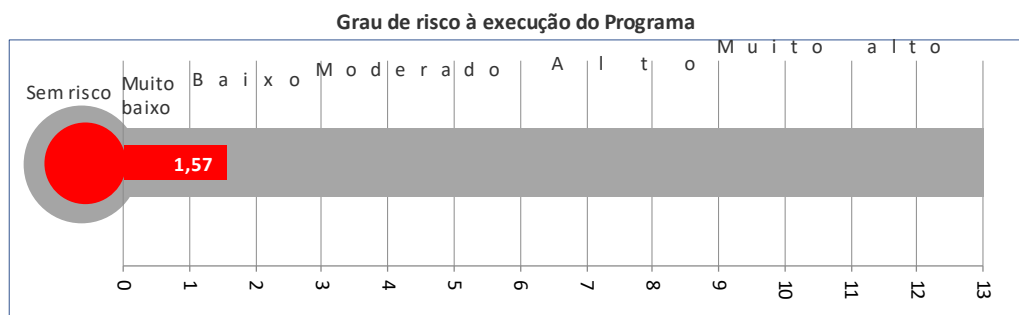 Grau de risco à execução do Programa
Sem risco
Muito
baixo
Baixo
Moderado
Alto
Muito alto
1,57
0 1 2 3 4 5 6 7 8 9 10 11 12 13